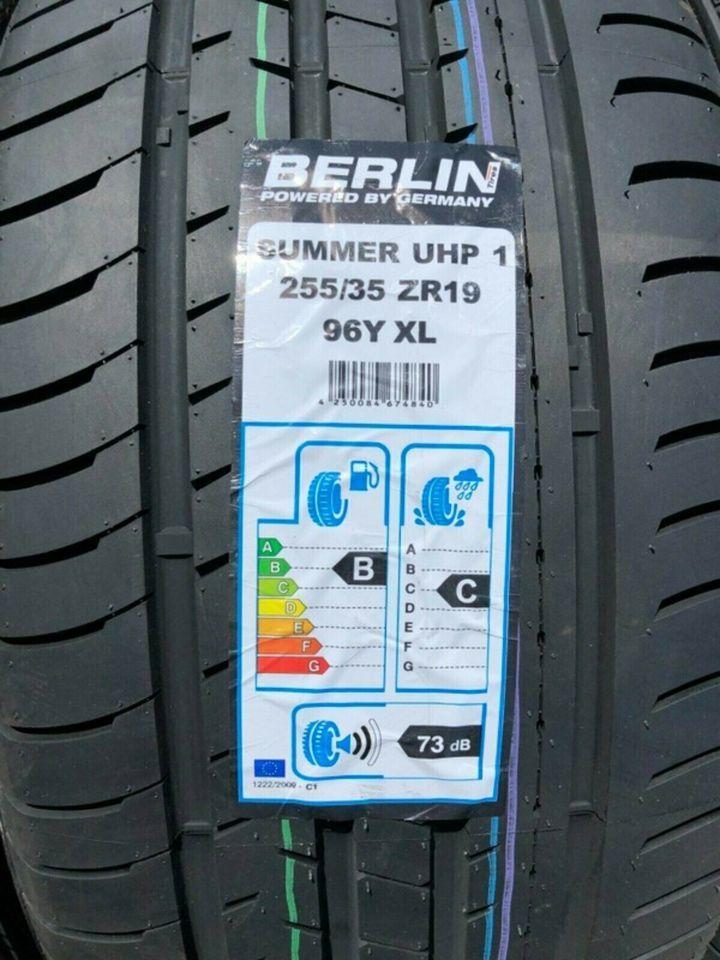 BERLIN Tires
POWERED BY GERMANY
SUMMER UHP 1
255/35 ZR19
96Y XL
4 250084 674840
A
B
C
D
E
F
G
B
A
B
C
D
E
F
G
C
73 dB
1222/2009 - C1